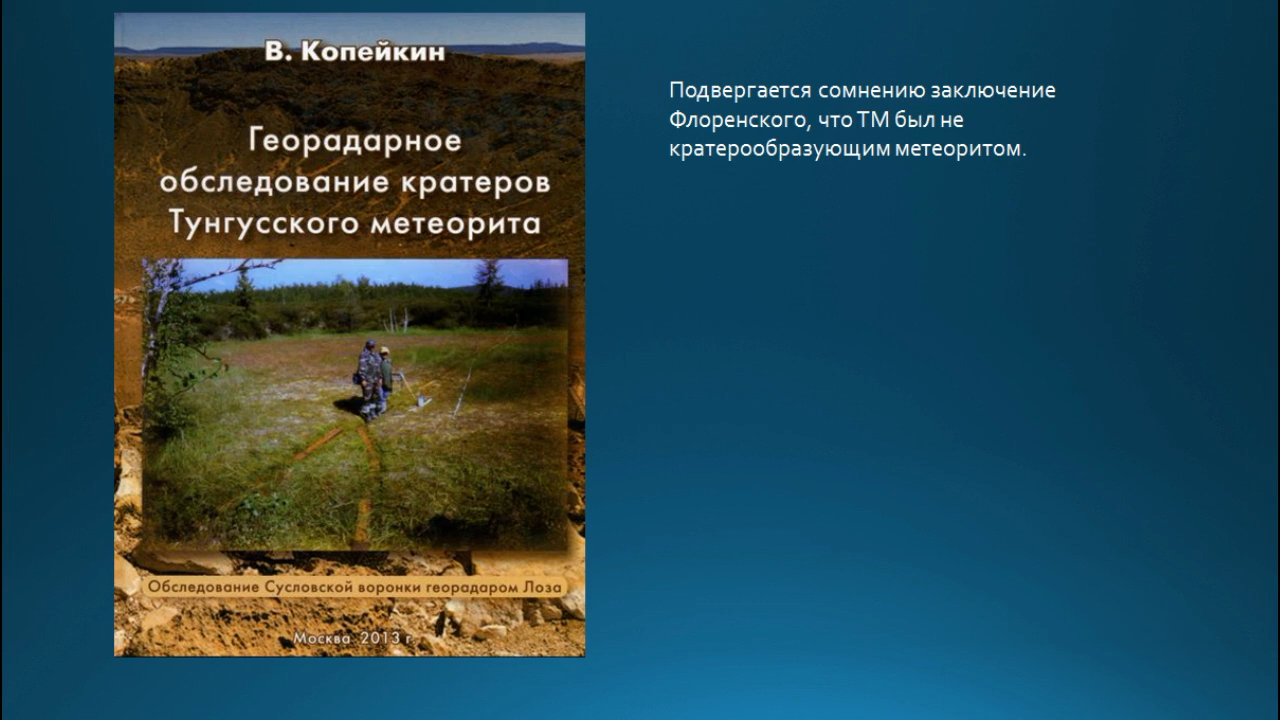 В. Копейкин
Георадарное
обследование кратеров
Тунгусского метеорита
Обследование Сусловской воронки георадаром Лоза
Москва 2013 г.
Подвергается сомнению заключение
Флоренского, что ТМ был не
кратерообразующим метеоритом.